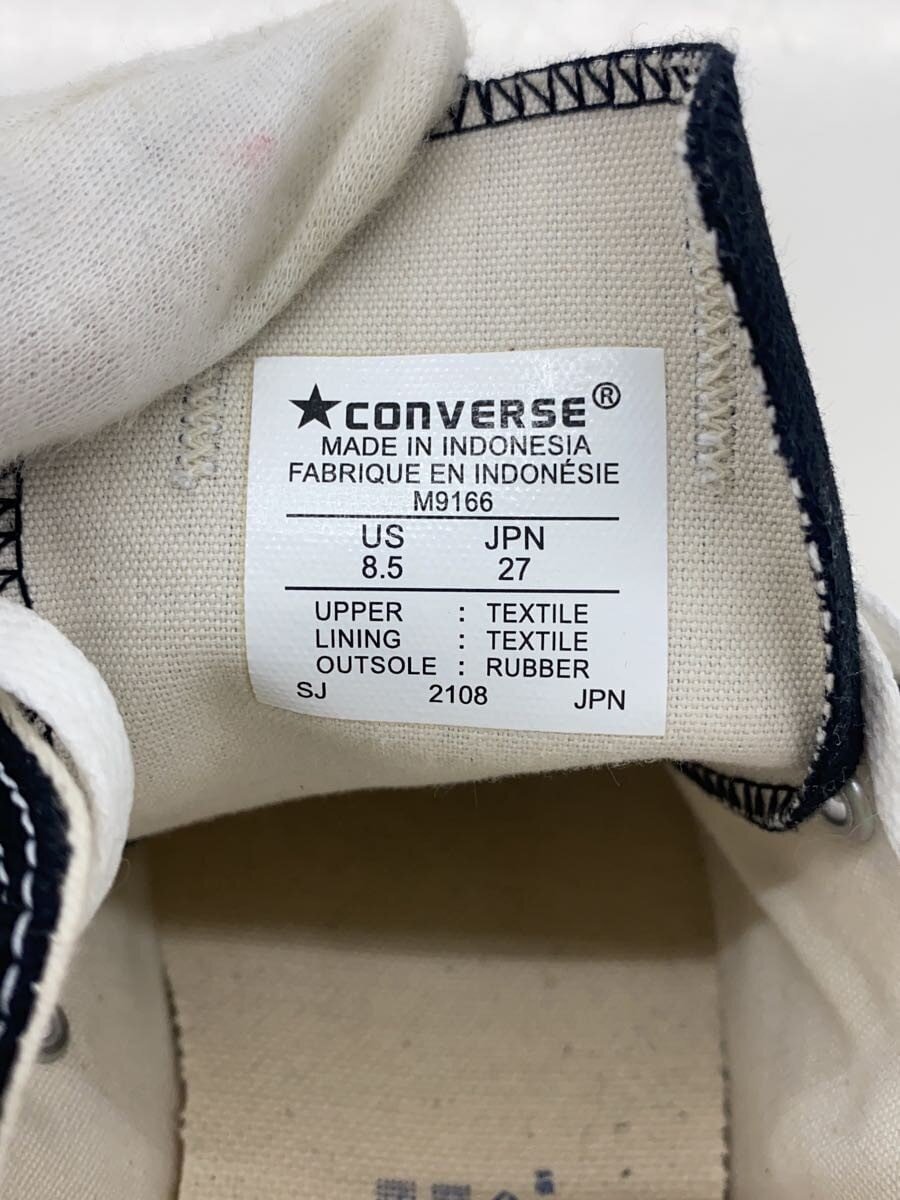 ★CONVERSE®
MADE IN INDONESIA
FABRIQUE EN INDONÉSIE
M9166
US JPN
8.5 27
UPPER : TEXTILE
LINING : TEXTILE
OUTSOLE : RUBBER
SJ 2108 JPN